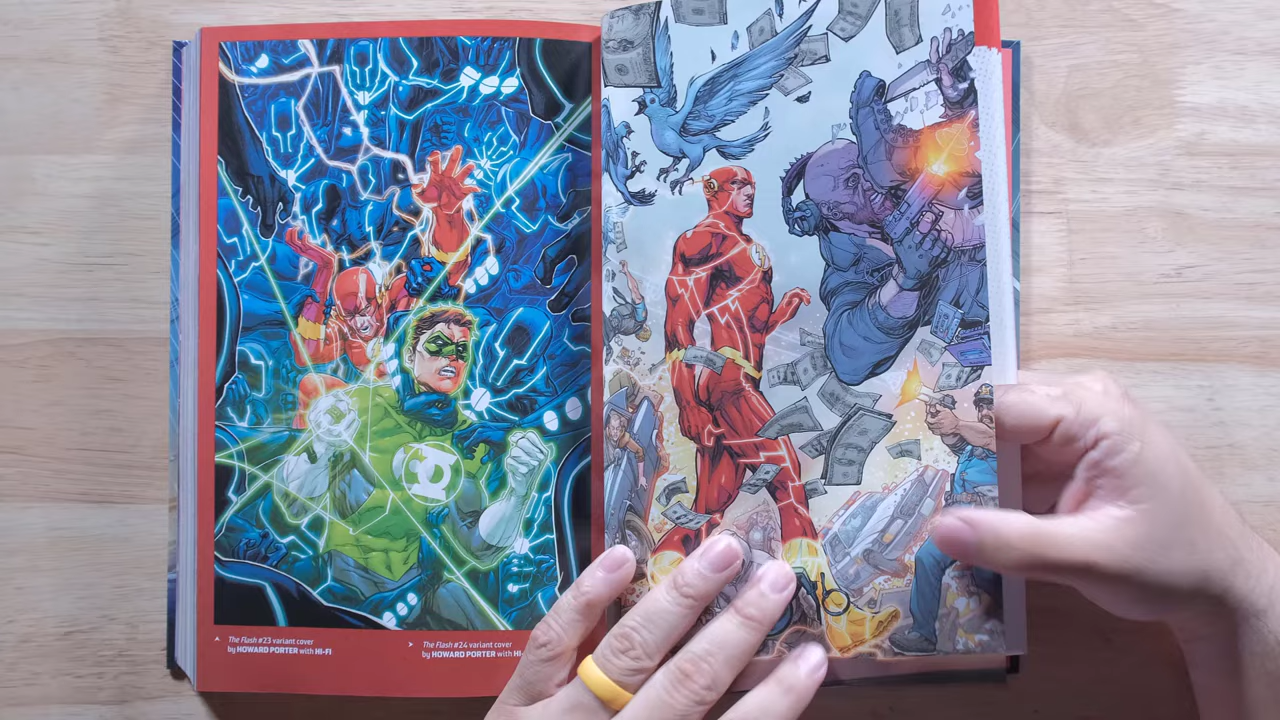 The Flash #23 variant cover
by HOWARD PORTER with HI-FI
The Flash #24 variant cover
by HOWARD PORTER with HI-